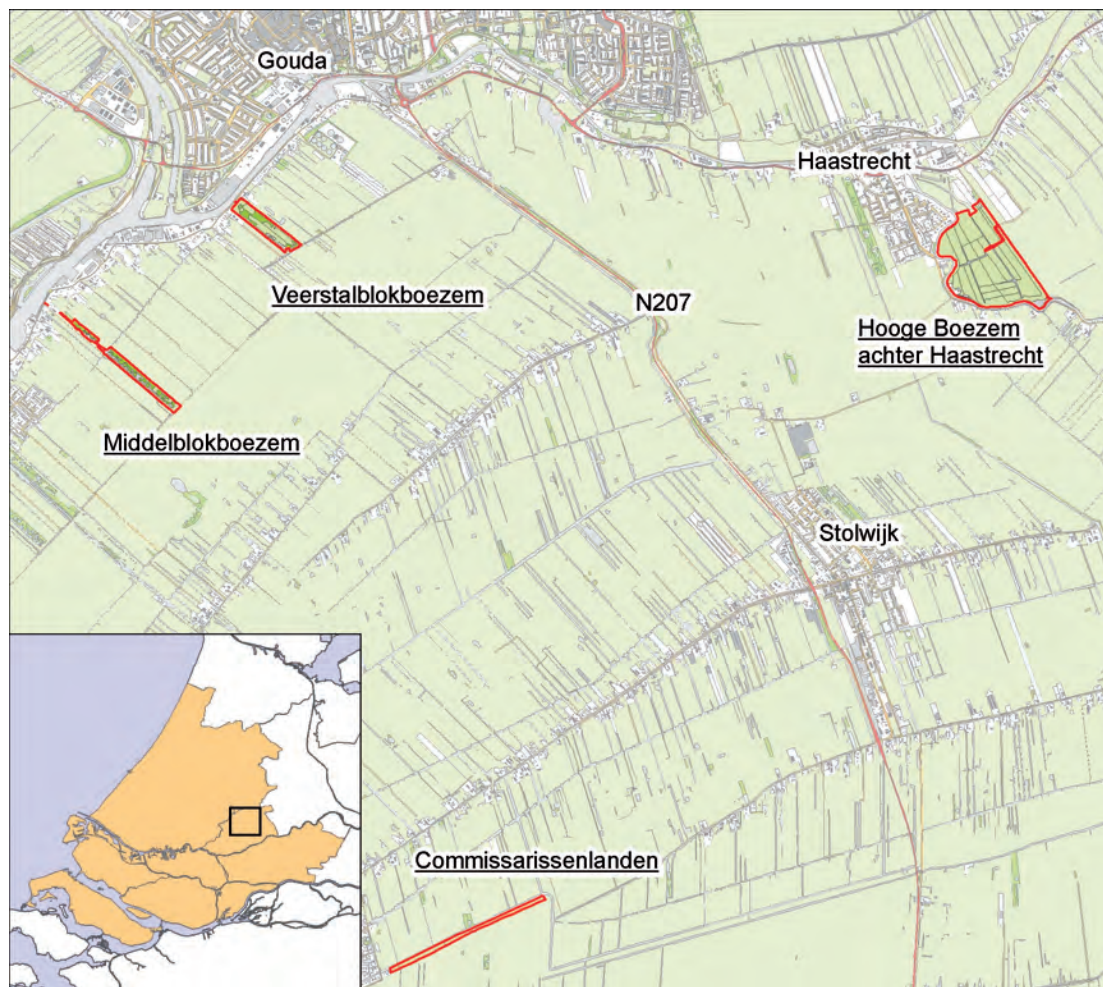 Gouda
Haastrecht
Veerstalblokboezem
N207
Hooge Boezem
achter Haastrecht
Middelblokboezem
Stolwijk
Commissarissenlanden